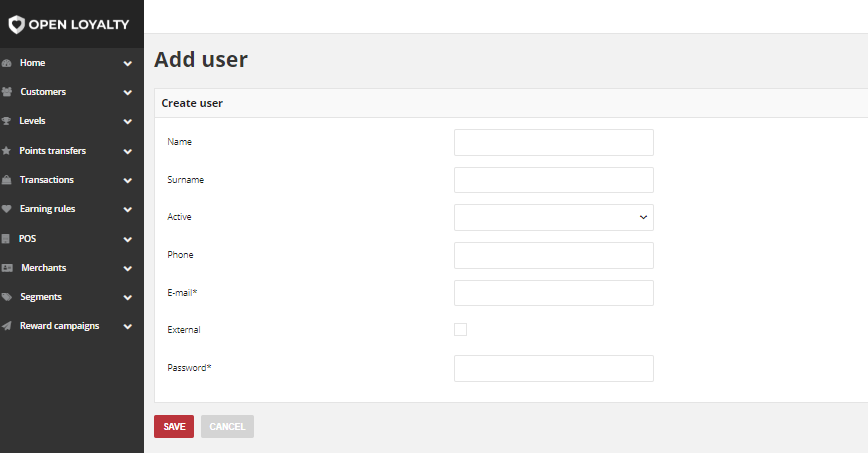 OPEN LOYALTY
Home
Customers
Levels
Points transfers
Transactions
Earning rules
POS
Merchants
Segments
Reward campaigns
Add user
Create user
Name
Surname
Active
Phone
E-mail*
External
Password*
SAVE CANCEL